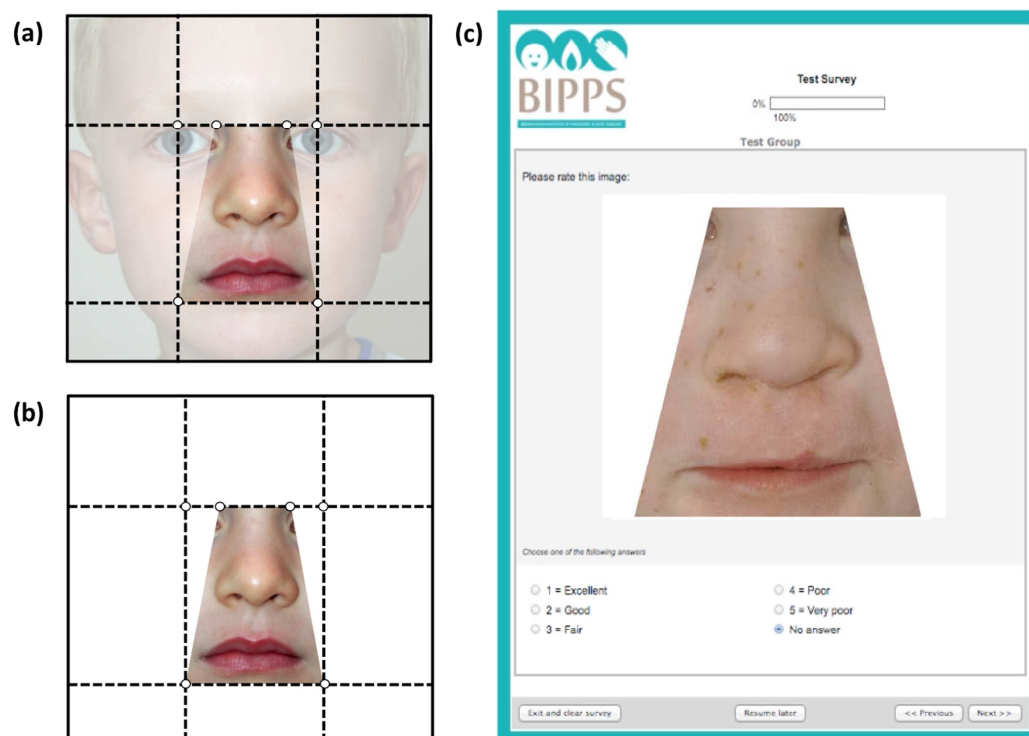 (a)
(b)
(c)
BIPPS
Test Survey
0%
100%
Test Group
Please rate this image:
Choose one of the following answers
1 = Excellent
2 = Good
3 = Fair
4 = Poor
5 = Very poor
No answer
Exit and clear survey
Resume later
<< Previous
Next >>